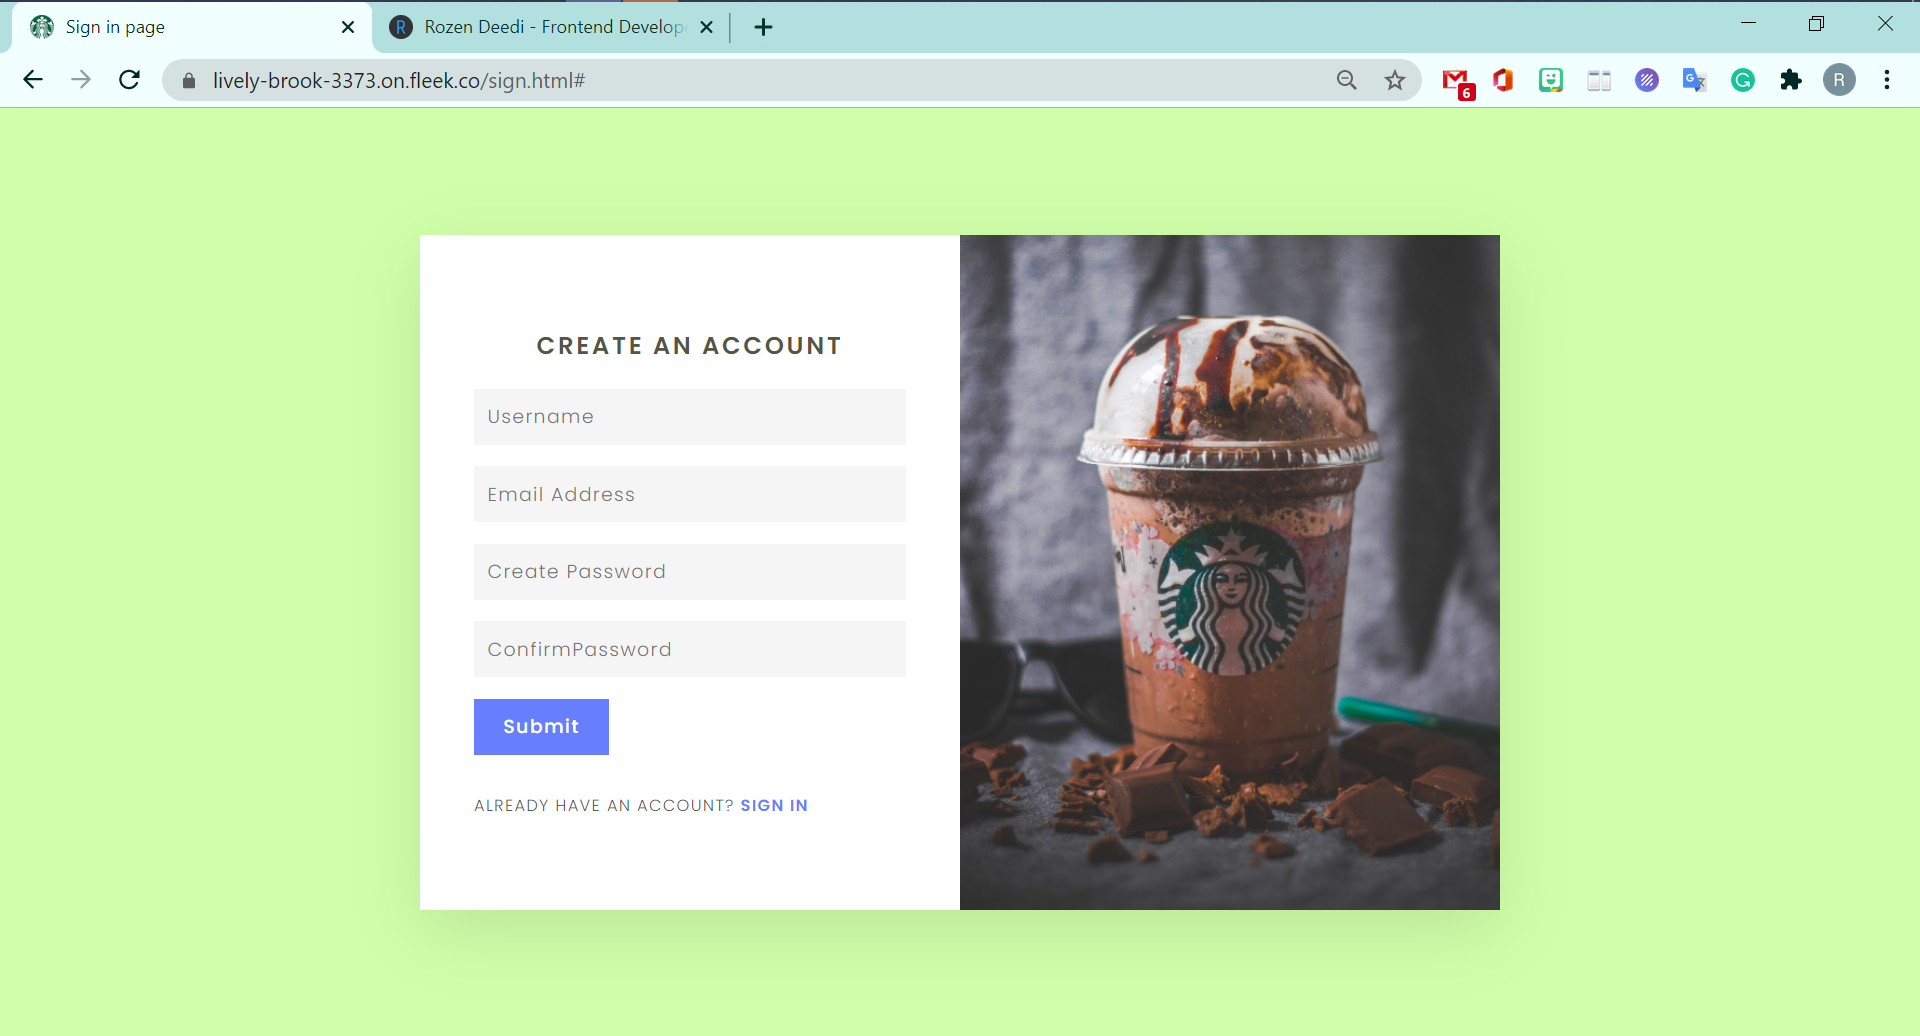 Sign in page
R Rozen Deedi - Frontend Develop
lively-brook-3373.on.fleek.co/sign.html#
6
G
G
R
CREATE AN ACCOUNT
Username
Email Address
Create Password
ConfirmPassword
Submit
ALREADY HAVE AN ACCOUNT? SIGN IN